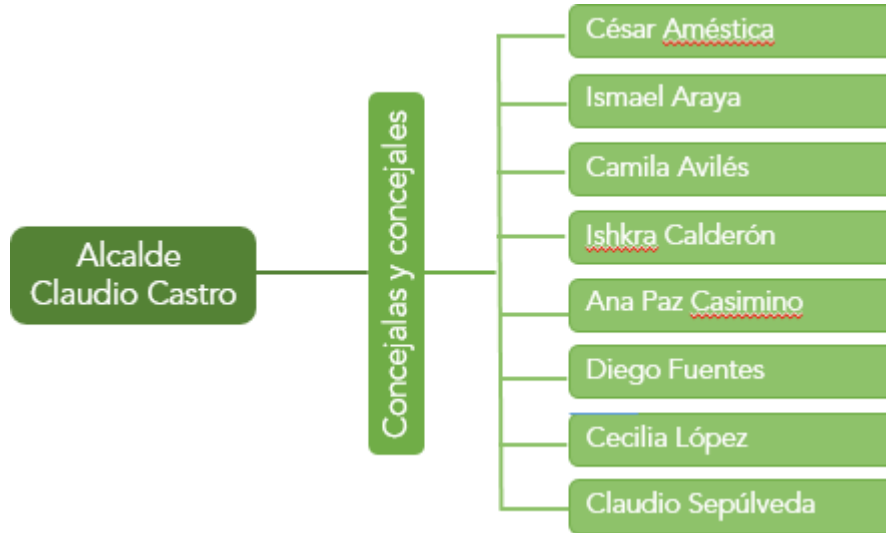 Alcalde
Claudio Castro
Concejalas y concejales
César Améstica
Ismael Araya
Camila Avilés
Ishkra Calderón
Ana Paz Casimino
Diego Fuentes
Cecilia López
Claudio Sepúlveda